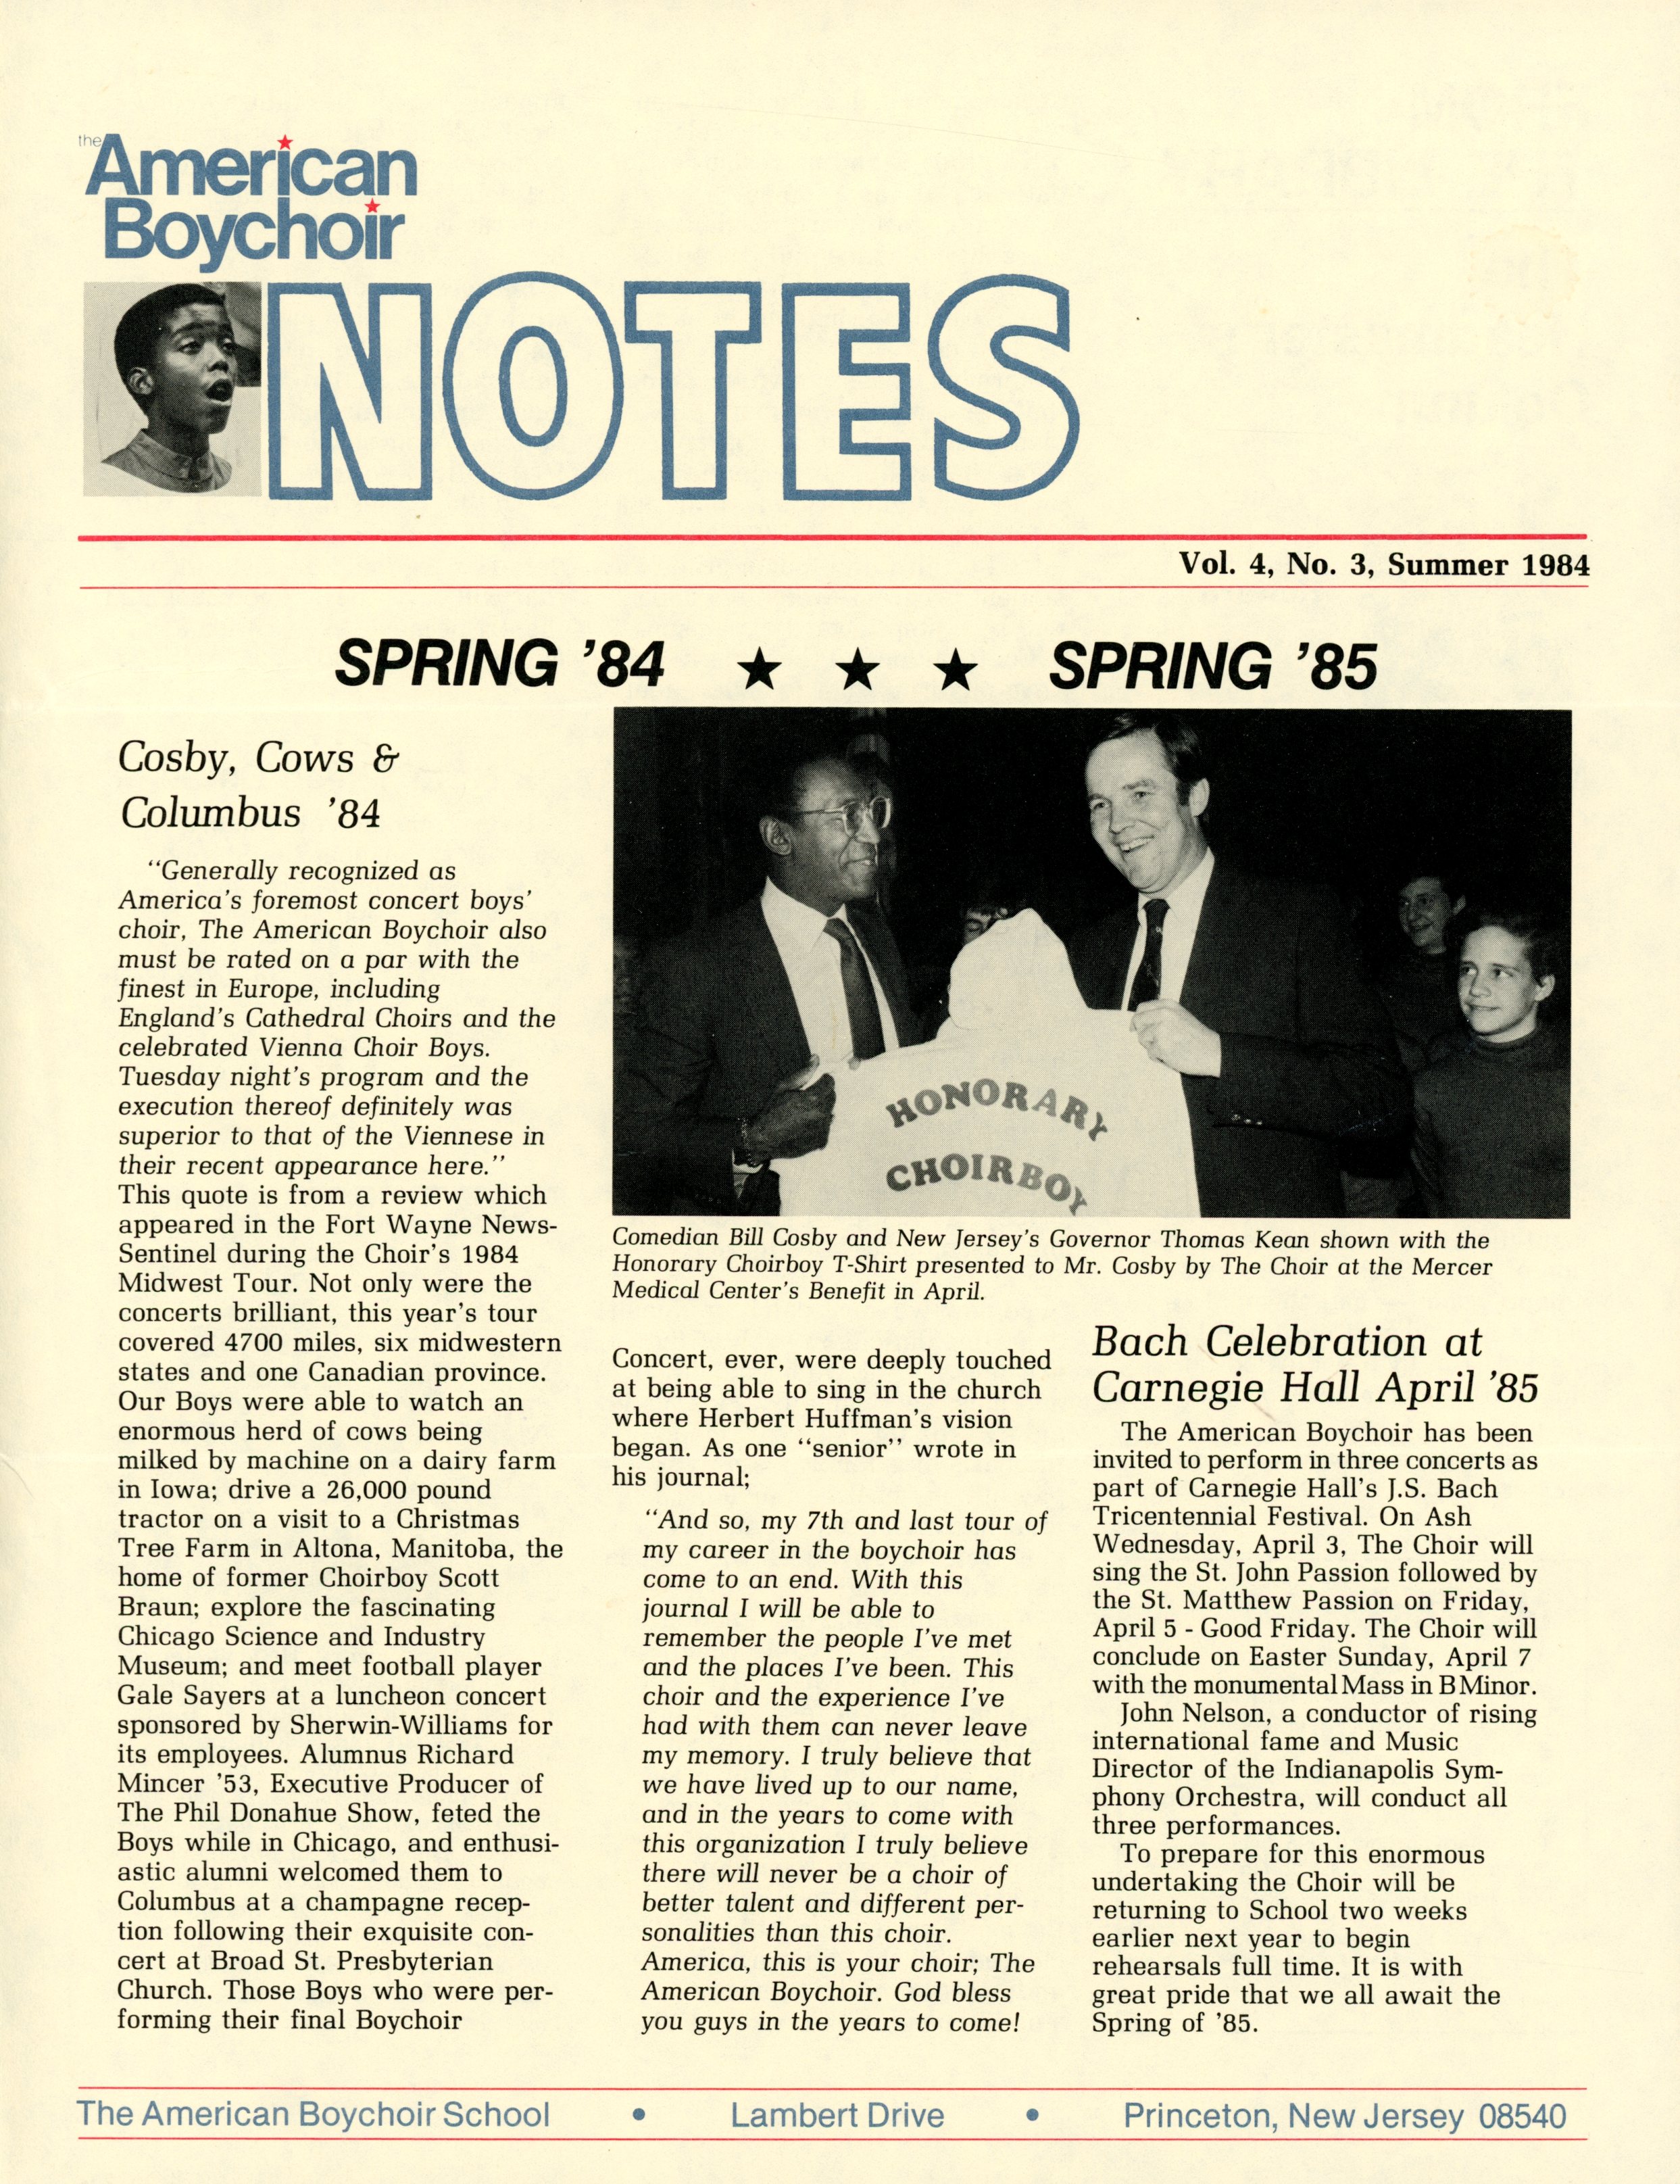 the
American
Boychoir
NOTES
Vol. 4, No. 3, Summer 1984
SPRING ’84 ★ ★ ★ SPRING ’85
Cosby, Cows &
Columbus ’84
“Generally recognized as
America’s foremost concert boys’
choir, The American Boychoir also
must be rated on a par with the
finest in Europe, including
England’s Cathedral Choirs and the
celebrated Vienna Choir Boys.
Tuesday night’s program and the
execution thereof definitely was
superior to that of the Viennese in
their recent appearance here.”
This quote is from a review which
appeared in the Fort Wayne News-
Sentinel during the Choir’s 1984
Midwest Tour. Not only were the
concerts brilliant, this year’s tour
covered 4700 miles, six midwestern
states and one Canadian province.
Our Boys were able to watch an
enormous herd of cows being
milked by machine on a dairy farm
in Iowa; drive a 26,000 pound
tractor on a visit to a Christmas
Tree Farm in Altona, Manitoba, the
home of former Choirboy Scott
Braun; explore the fascinating
Chicago Science and Industry
Museum; and meet football player
Gale Sayers at a luncheon concert
sponsored by Sherwin-Williams for
its employees. Alumnus Richard
Mincer ’53, Executive Producer of
The Phil Donahue Show, feted the
Boys while in Chicago, and enthusi-
astic alumni welcomed them to
Columbus at a champagne recep-
tion following their exquisite con-
cert at Broad St. Presbyterian
Church. Those Boys who were per-
forming their final Boychoir
HONORARY
CHOIRBOY
Comedian Bill Cosby and New Jersey’s Governor Thomas Kean shown with the
Honorary Choirboy T-Shirt presented to Mr. Cosby by The Choir at the Mercer
Medical Center’s Benefit in April.
Concert, ever, were deeply touched
at being able to sing in the church
where Herbert Huffman’s vision
began. As one “senior” wrote in
his journal;
“And so, my 7th and last tour of
my career in the boychoir has
come to an end. With this
journal I will be able to
remember the people I’ve met
and the places I’ve been. This
choir and the experience I’ve
had with them can never leave
my memory. I truly believe that
we have lived up to our name,
and in the years to come with
this organization I truly believe
there will never be a choir of
better talent and different per-
sonalities than this choir.
America, this is your choir; The
American Boychoir. God bless
you guys in the years to come!
Bach Celebration at
Carnegie Hall April ’85
The American Boychoir has been
invited to perform in three concerts as
part of Carnegie Hall’s J.S. Bach
Tricentennial Festival. On Ash
Wednesday, April 3, The Choir will
sing the St. John Passion followed by
the St. Matthew Passion on Friday,
April 5 - Good Friday. The Choir will
conclude on Easter Sunday, April 7
with the monumental Mass in B Minor.
John Nelson, a conductor of rising
international fame and Music
Director of the Indianapolis Sym-
phony Orchestra, will conduct all
three performances.
To prepare for this enormous
undertaking the Choir will be
returning to School two weeks
earlier next year to begin
rehearsals full time. It is with
great pride that we all await the
Spring of ’85.
The American Boychoir School • Lambert Drive • Princeton, New Jersey 08540